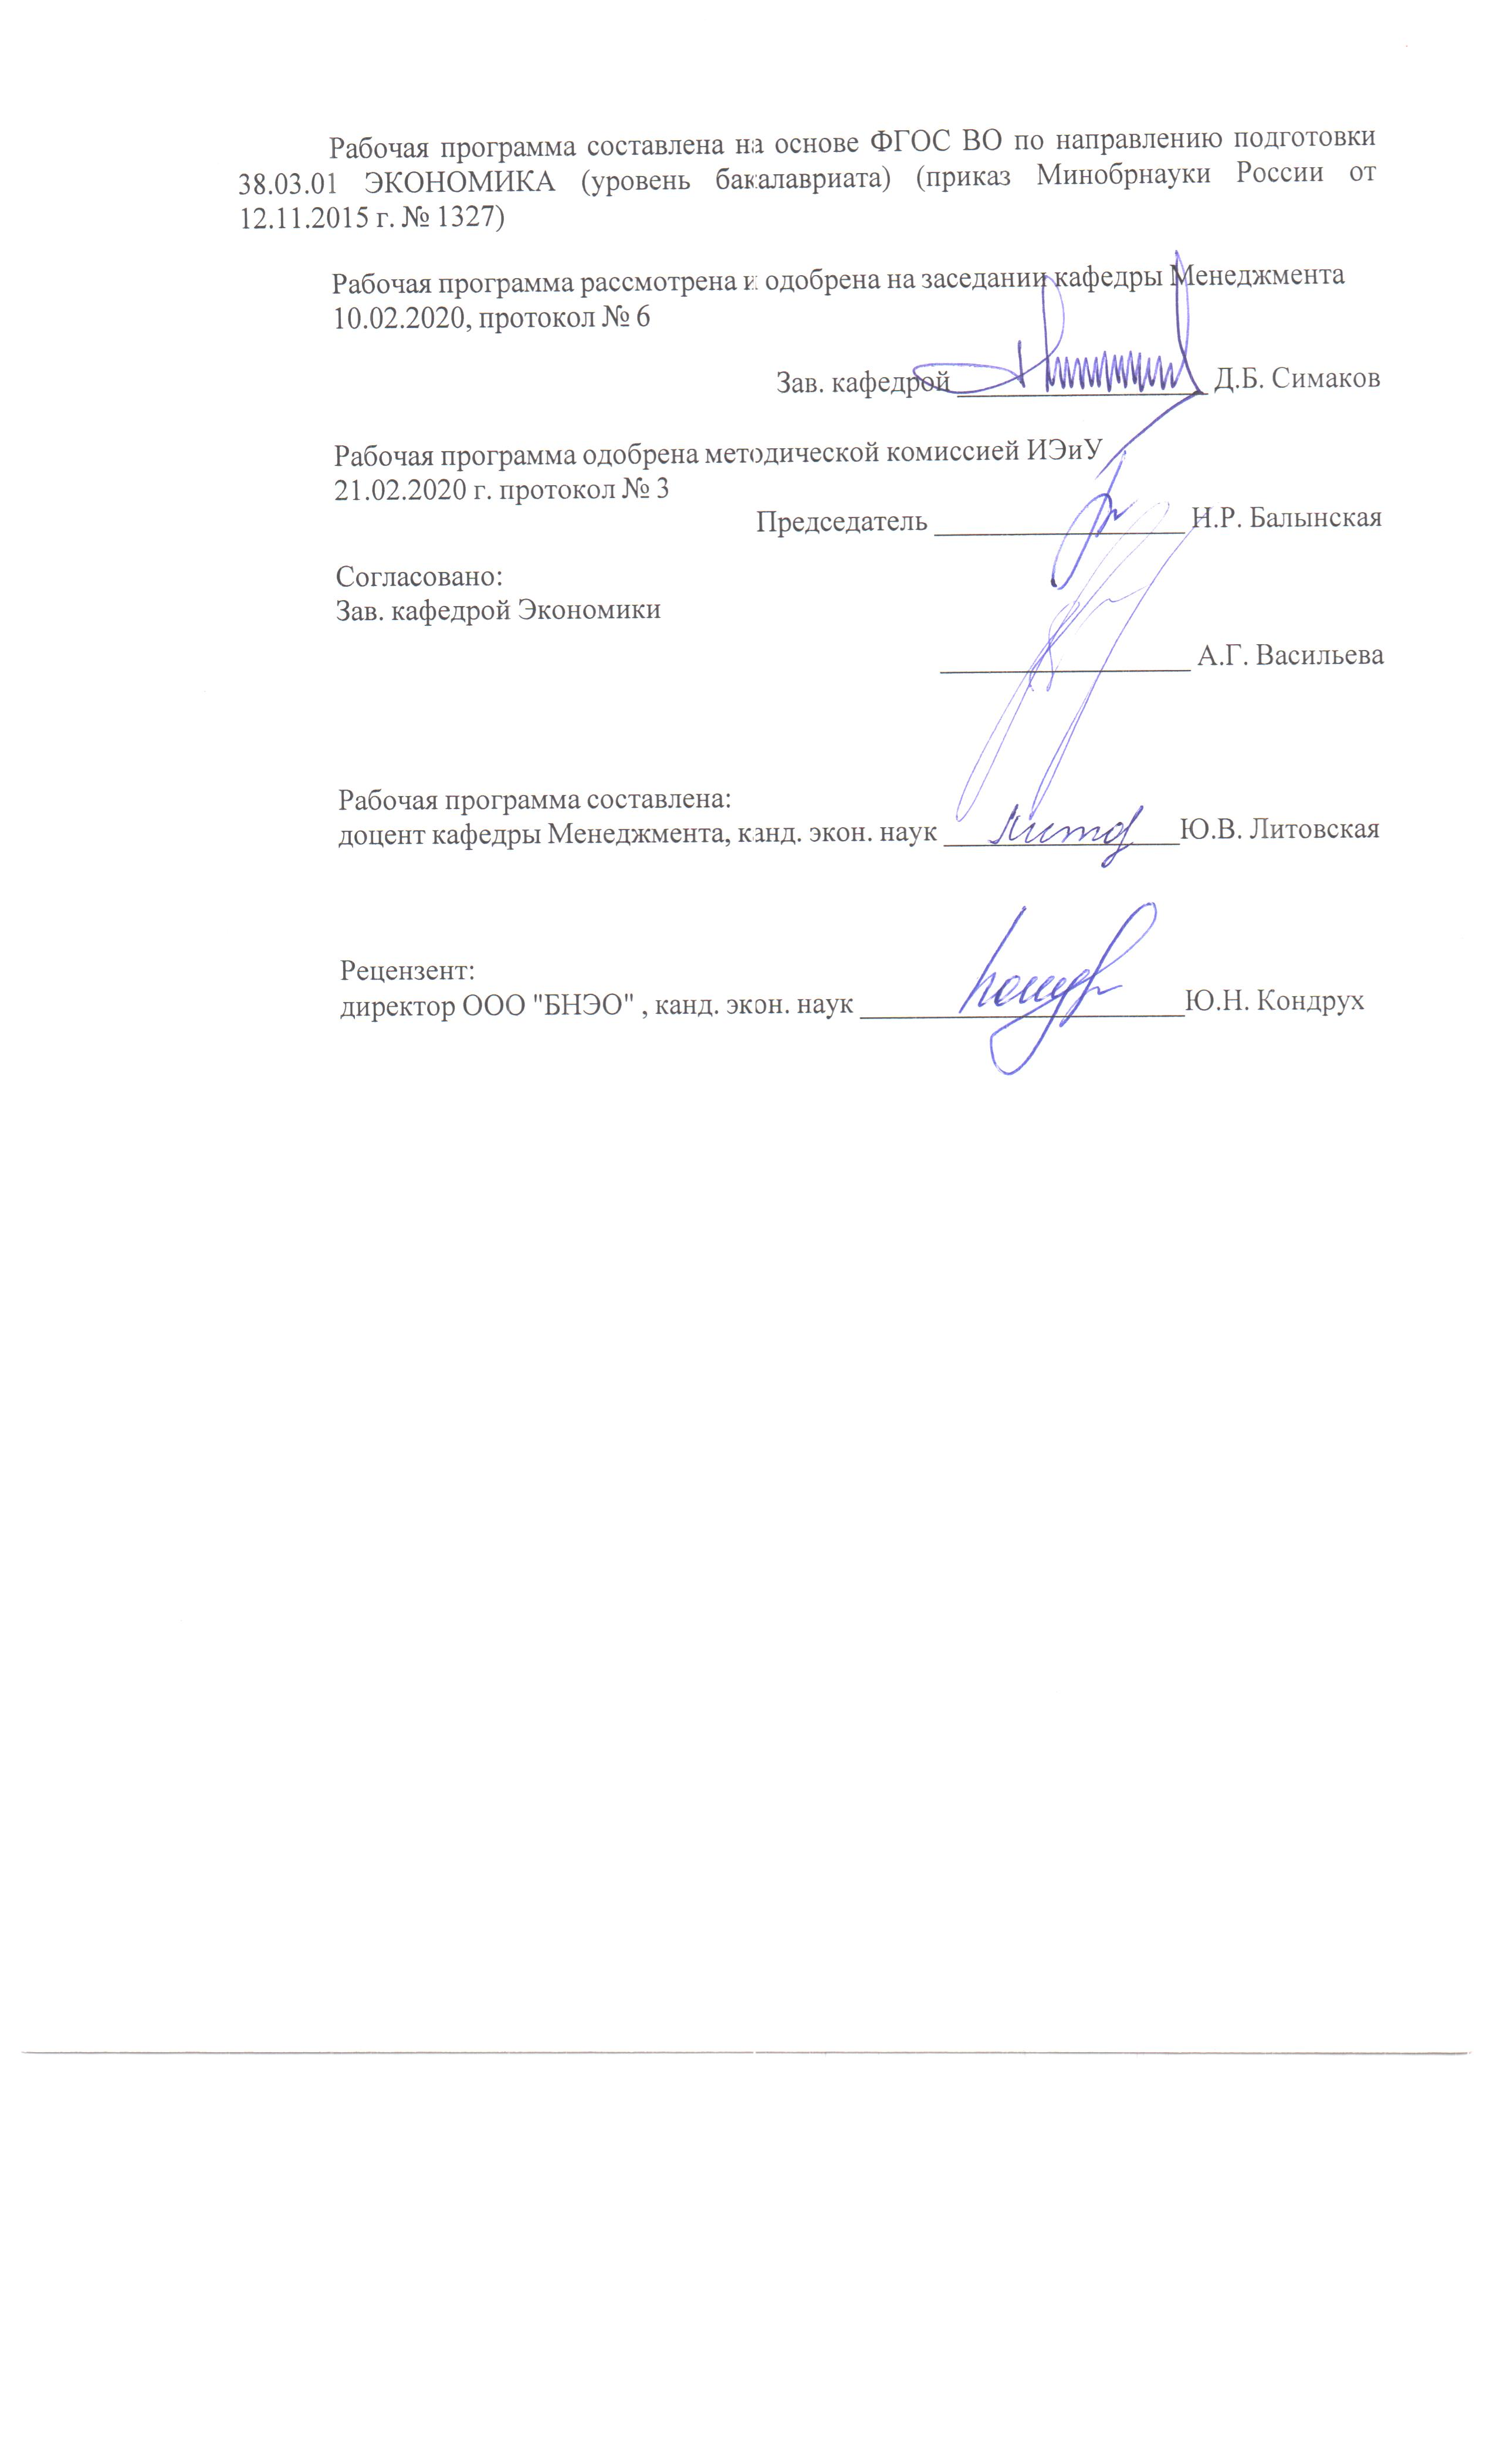 Рабочая программа составлена на основе ФГОС ВО по направлению подготовки
38.03.01 ЭКОНОМИКА (уровень бакалавриата) (приказ Минобрнауки России от
12.11.2015 г. № 1327)
Рабочая программа рассмотрена и одобрена на заседании кафедры Менеджмента
10.02.2020, протокол № 6
Зав. кафедрой Д.Б. Симаков
Рабочая программа одобрена методической комиссией ИЭиУ
21.02.2020 г. протокол № 3
Председатель Н.Р. Балынская
Согласовано:
Зав. кафедрой Экономики
А.Г. Васильева
Рабочая программа составлена:
доцент кафедры Менеджмента, канд. экон. наук Ю.В. Литовская
Рецензент:
директор ООО "БНЭО" , канд. экон. наук Ю.Н. Кондрух